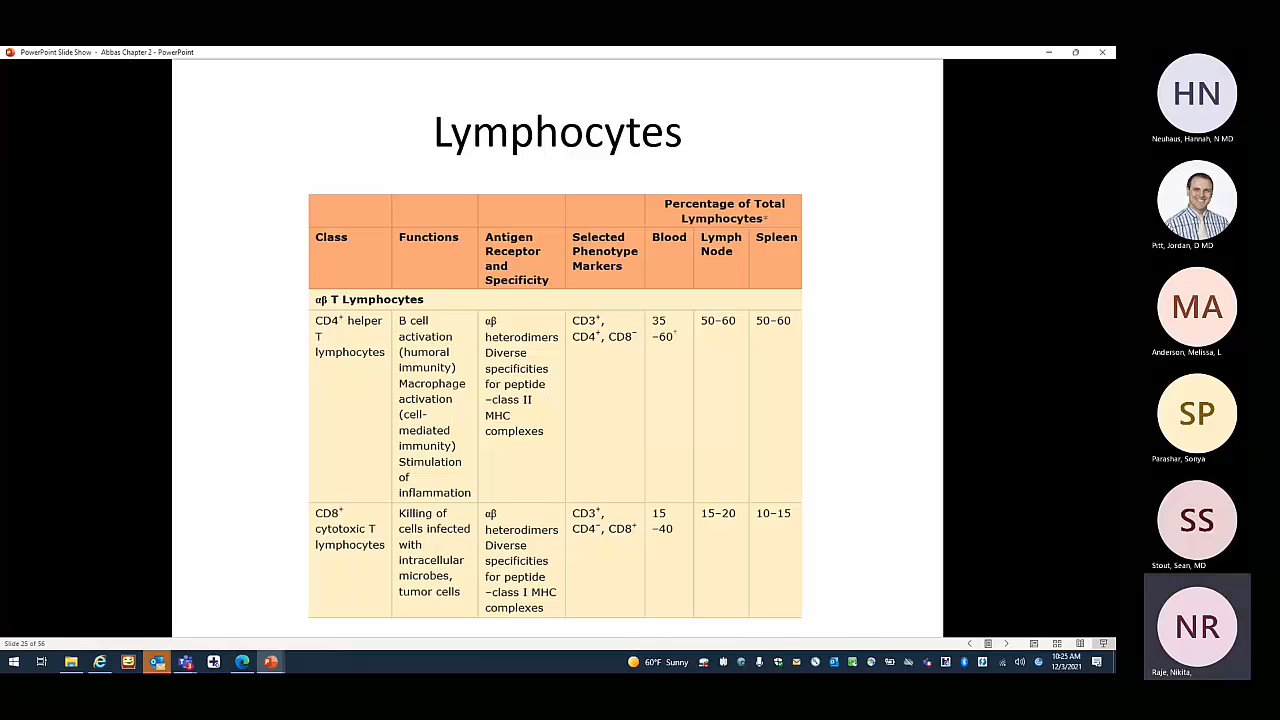 PowerPoint Slide Show - Abbas Chapter 2 - PowerPoint
Lymphocytes
Percentage of Total
Lymphocytes*
Class
Functions
Antigen
Receptor
and
Specificity
Selected
Phenotype
Markers
Blood
Lymph
Node
Spleen
αβ T Lymphocytes
CD4⁺ helper
T
lymphocytes
B cell
activation
(humoral
immunity)
Macrophage
activation
(cell-
mediated
immunity)
Stimulation
of
inflammation
αβ
heterodimers
Diverse
specificities
for peptide
–class II
MHC
complexes
CD3⁺,
CD4⁺, CD8⁻
35
–60†
50–60
50–60
CD8⁺
cytotoxic T
lymphocytes
Killing of
cells infected
with
intracellular
microbes,
tumor cells
αβ
heterodimers
Diverse
specificities
for peptide
–class I MHC
complexes
CD3⁺,
CD4⁻, CD8⁺
15
–40
15–20
10–15
Slide 25 of 56
60°F Sunny
10:25 AM
12/3/2021
HN
Neuhaus, Hannah, N MD
Pitt, Jordan, D MD
MA
Anderson, Melissa, L
SP
Parashar, Sonya
SS
Stout, Sean, MD
NR
Raje, Nikita,